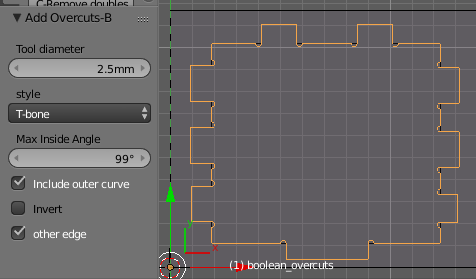 C-Remove doubles
Add Overcuts-B
Tool diameter
2.5mm
style
T-bone
Max Inside Angle
99°
Include outer curve
Invert
other edge
y
x
(1) boolean_overcuts